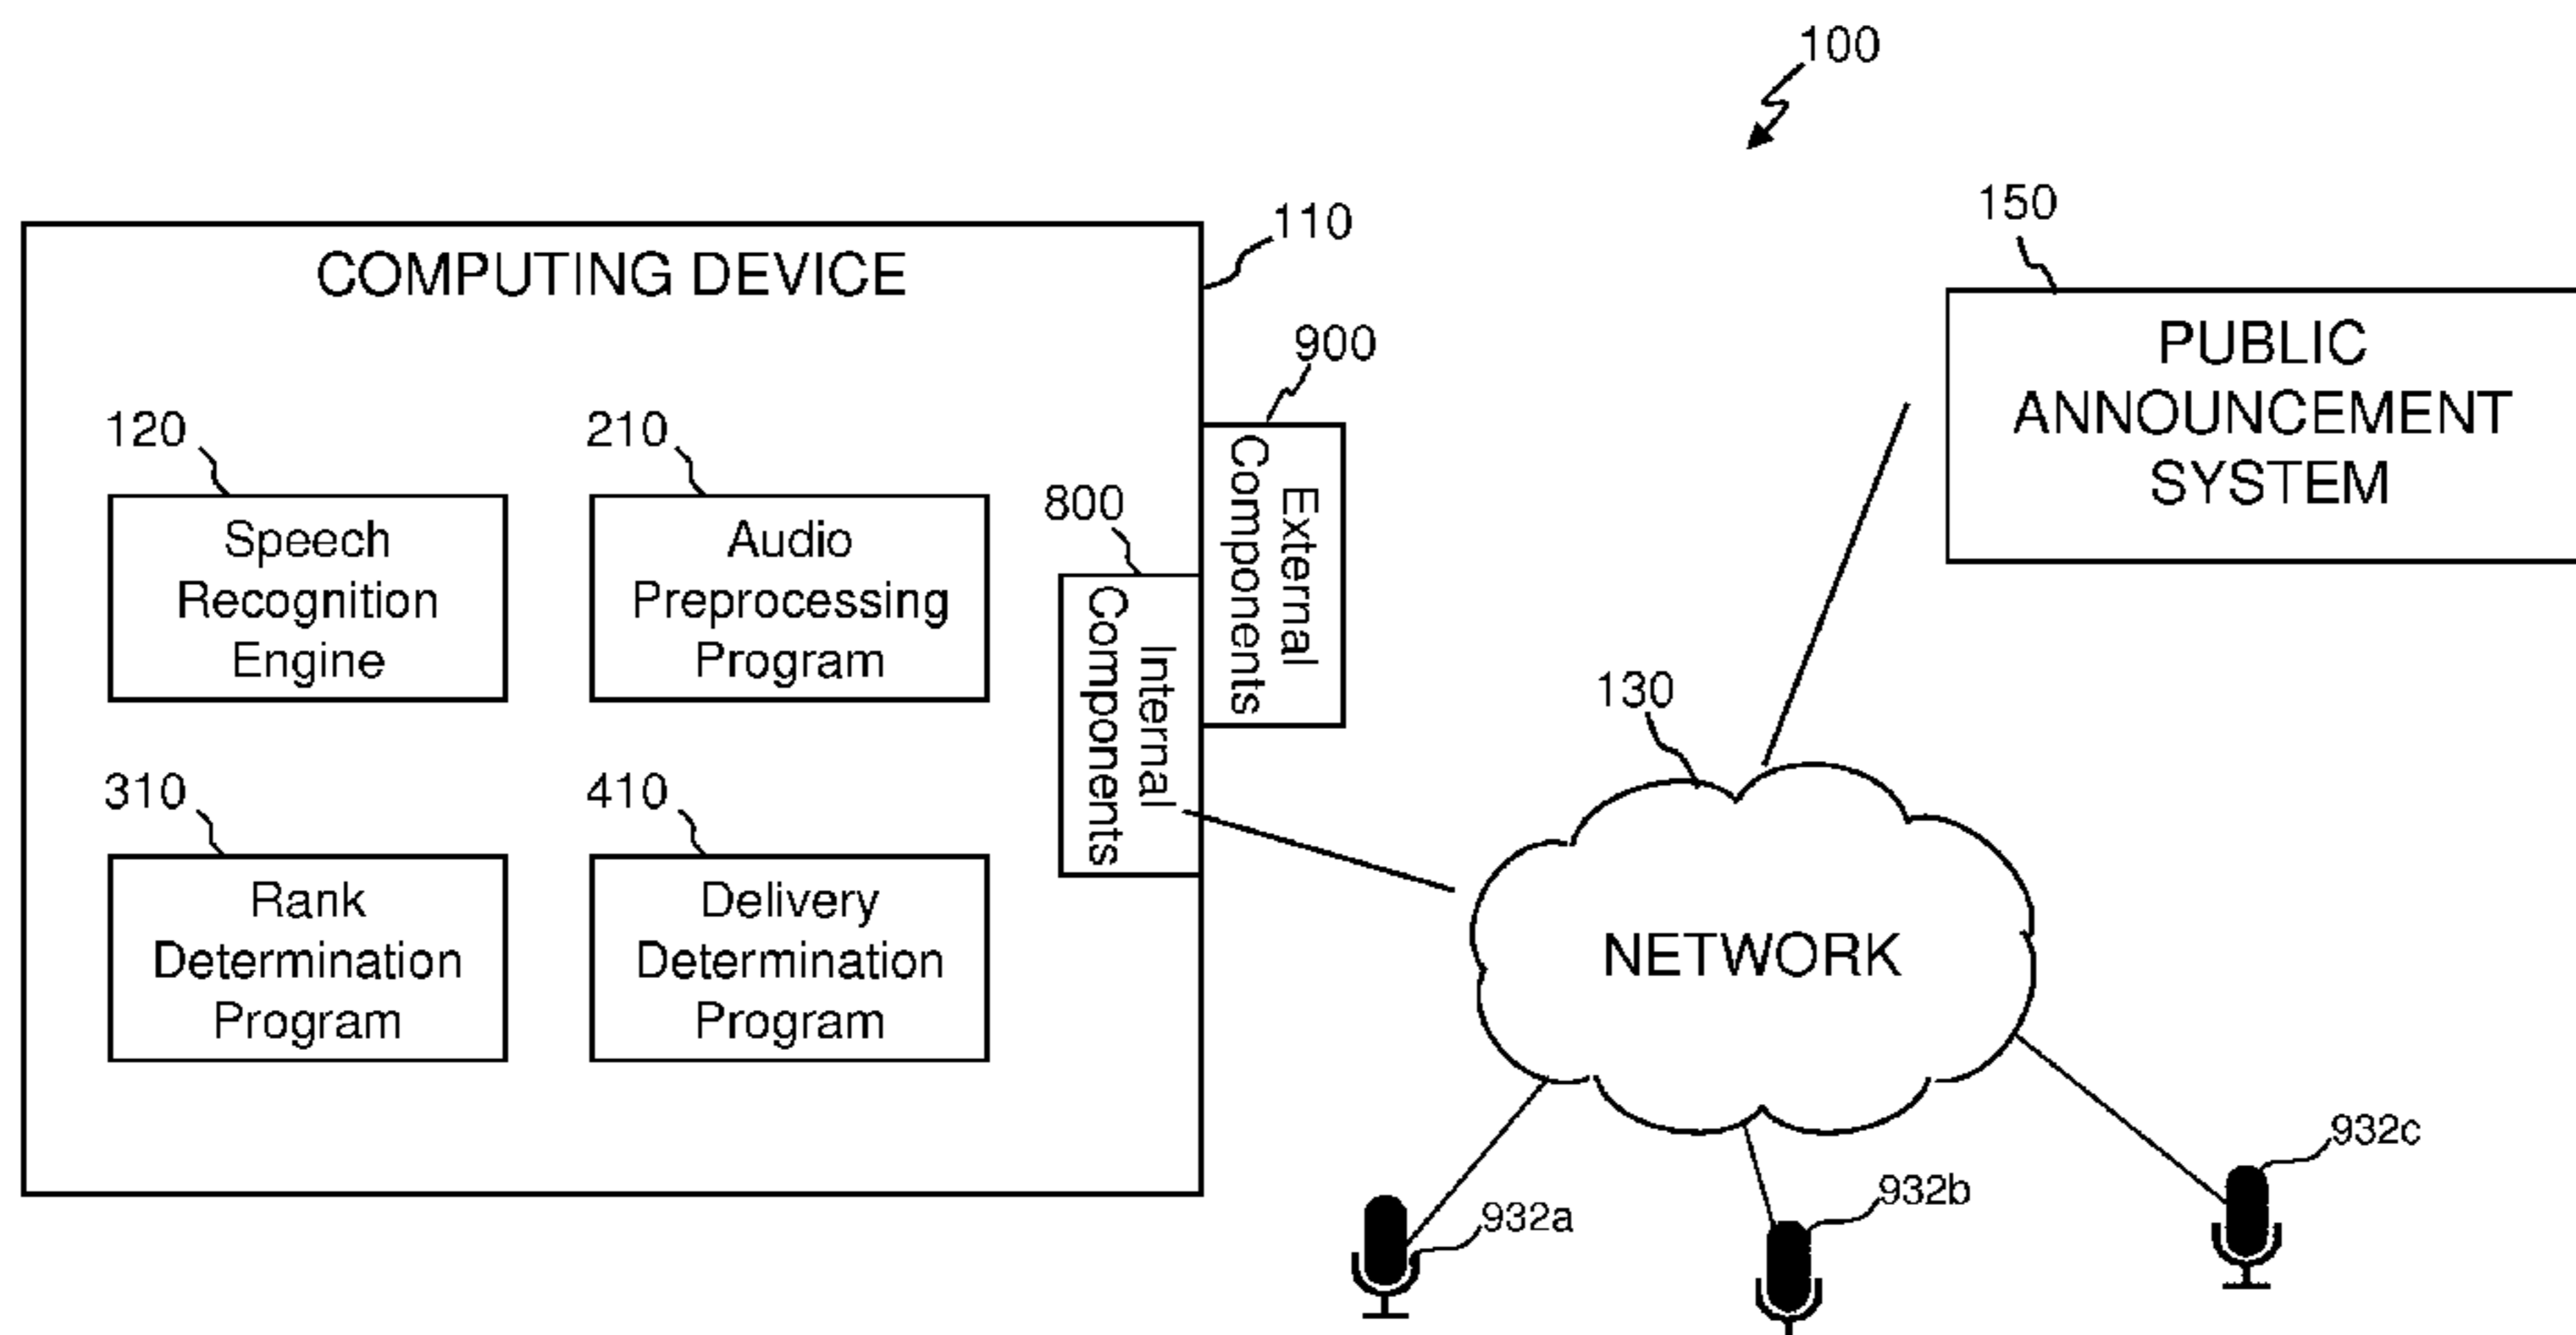 100
110
COMPUTING DEVICE
120
Speech
Recognition
Engine
210
Audio
Preprocessing
Program
310
Rank
Determination
Program
410
Delivery
Determination
Program
800
Internal
Components
900
External
Components
150
PUBLIC
ANNOUNCEMENT
SYSTEM
130
NETWORK
932a
932b
932c